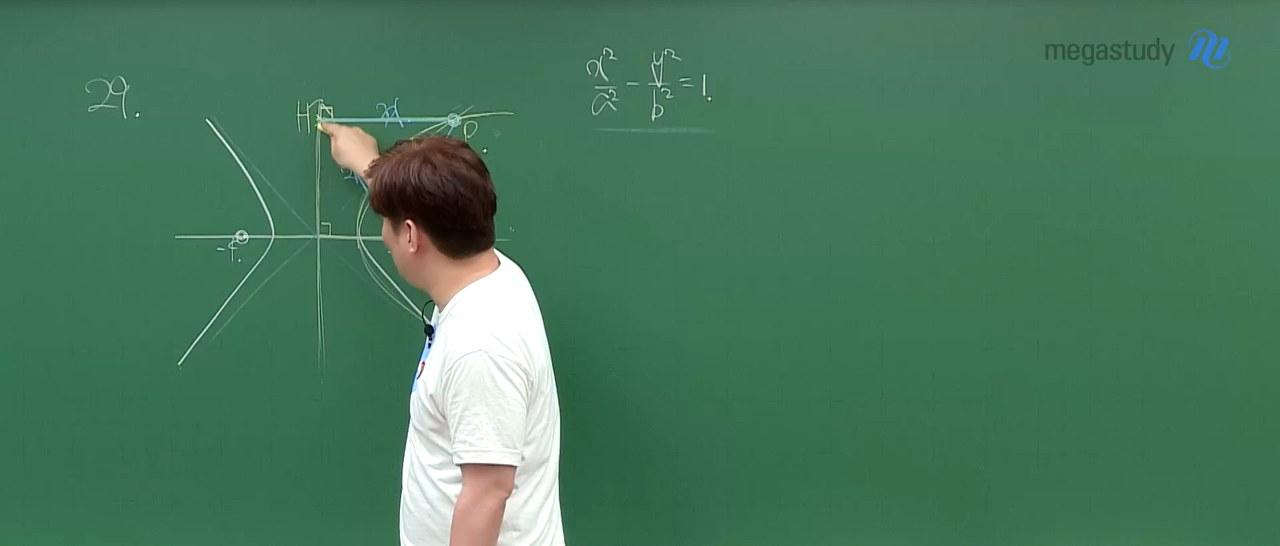 megastudy
29.
x²/a² - y²/b² = 1.
H
x
P
-f.